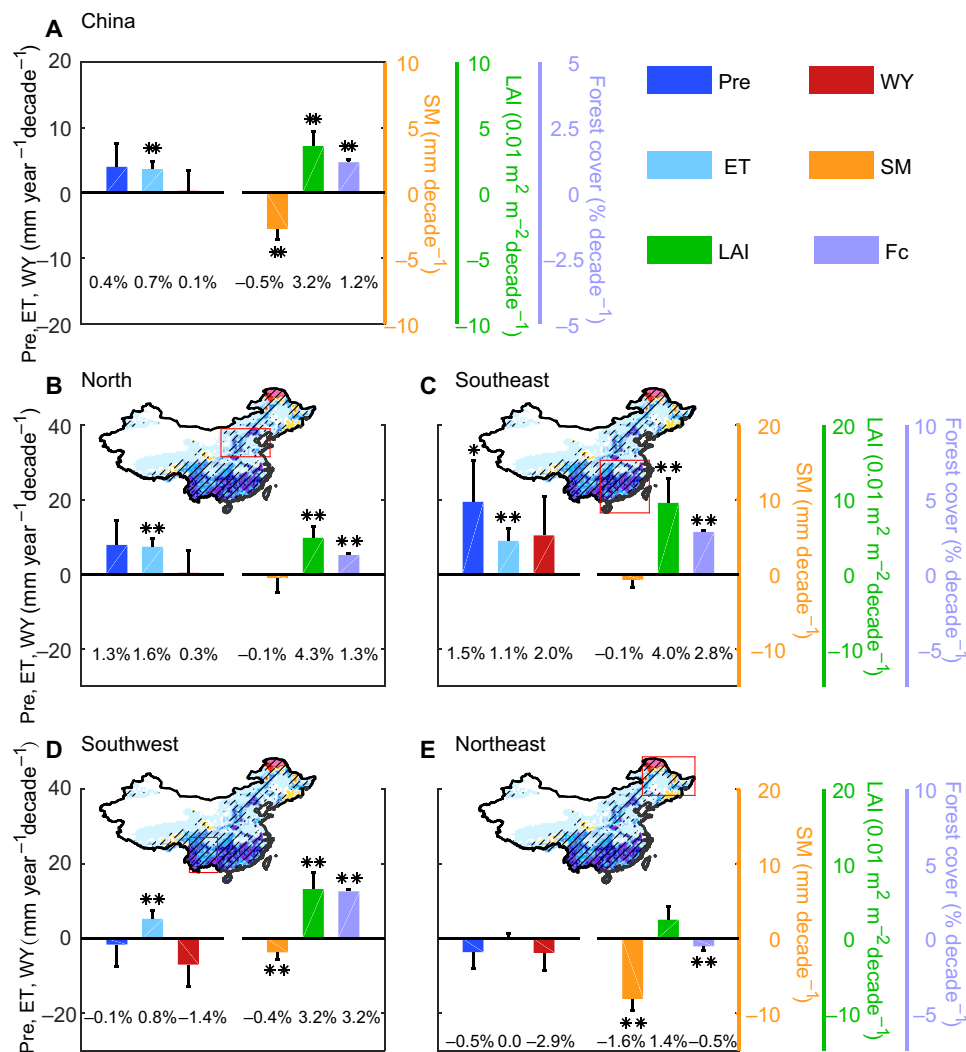 A China
Pre, ET, WY (mm year⁻¹decade⁻¹)
20
10
0
–10
–20
** ** ** **
0.4% 0.7% 0.1% –0.5% 3.2% 1.2%
10
5
0
–5
–10
SM (mm decade⁻¹)
10
5
0
–5
–10
LAI (0.01 m² m⁻²decade⁻¹)
5
2.5
0
–2.5
–5
Forest cover (% decade⁻¹)
Pre WY
ET SM
LAI Fc
B North
Pre, ET, WY (mm year⁻¹decade⁻¹)
40
20
0
–20
** ** **
1.3% 1.6% 0.3% –0.1% 4.3% 1.3%
C Southeast
* ** ** **
1.5% 1.1% 2.0% –0.1% 4.0% 2.8%
20
10
0
–10
SM (mm decade⁻¹)
20
10
0
–10
LAI (0.01 m² m⁻²decade⁻¹)
10
5
0
–5
Forest cover (% decade⁻¹)
D Southwest
Pre, ET, WY (mm year⁻¹decade⁻¹)
40
20
0
–20
** ** ** **
–0.1% 0.8% –1.4% –0.4% 3.2% 3.2%
E Northeast
** **
–0.5% 0.0 –2.9% –1.6% 1.4% –0.5%
20
10
0
–10
SM (mm decade⁻¹)
20
10
0
–10
LAI (0.01 m² m⁻²decade⁻¹)
10
5
0
–5
Forest cover (% decade⁻¹)